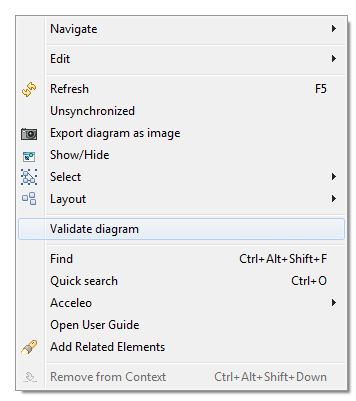 Navigate
Edit
Refresh F5
Unsynchronized
Export diagram as image
Show/Hide
Select
Layout
Validate diagram
Find Ctrl+Alt+Shift+F
Quick search Ctrl+O
Acceleo
Open User Guide
Add Related Elements
Remove from Context Ctrl+Alt+Shift+Down